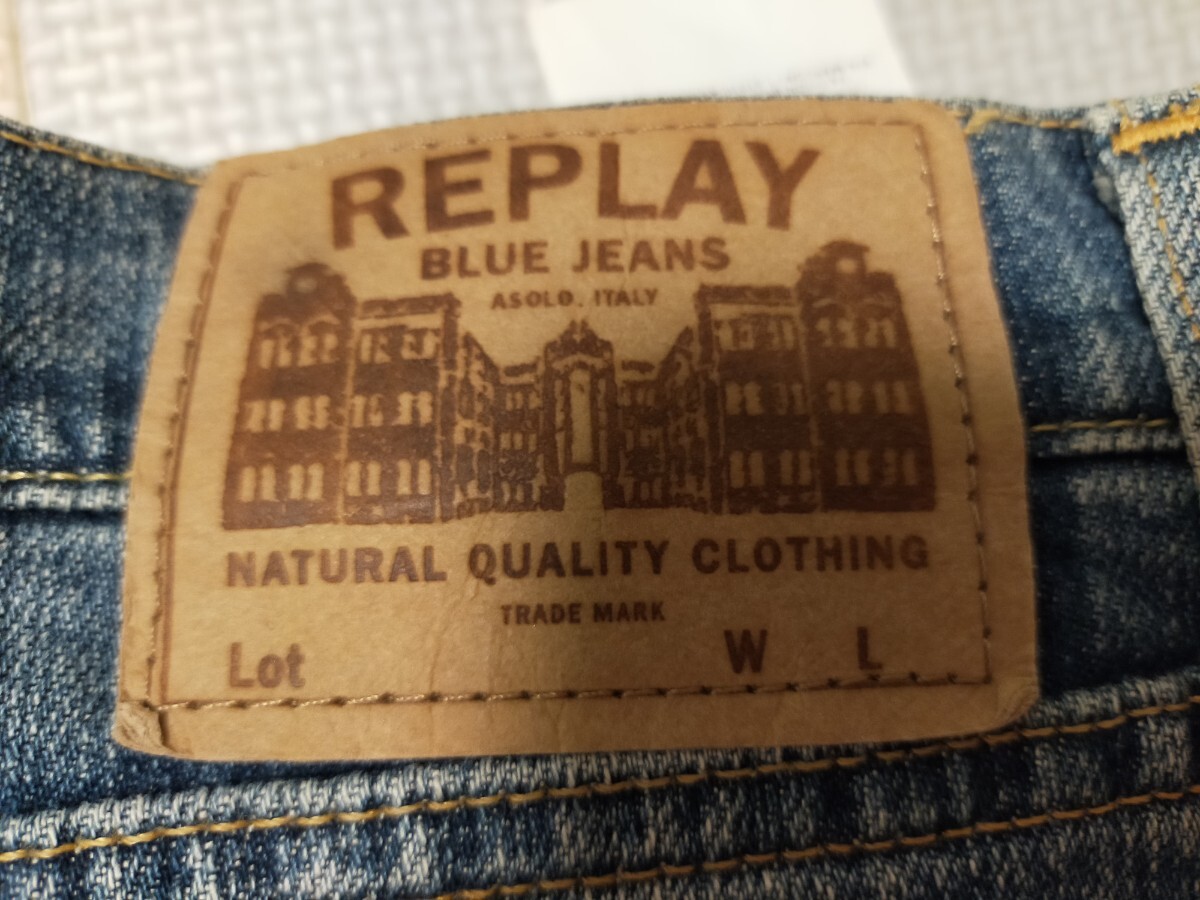 REPLAY
BLUE JEANS
ASOLO, ITALY
NATURAL QUALITY CLOTHING
TRADE MARK
Lot W L